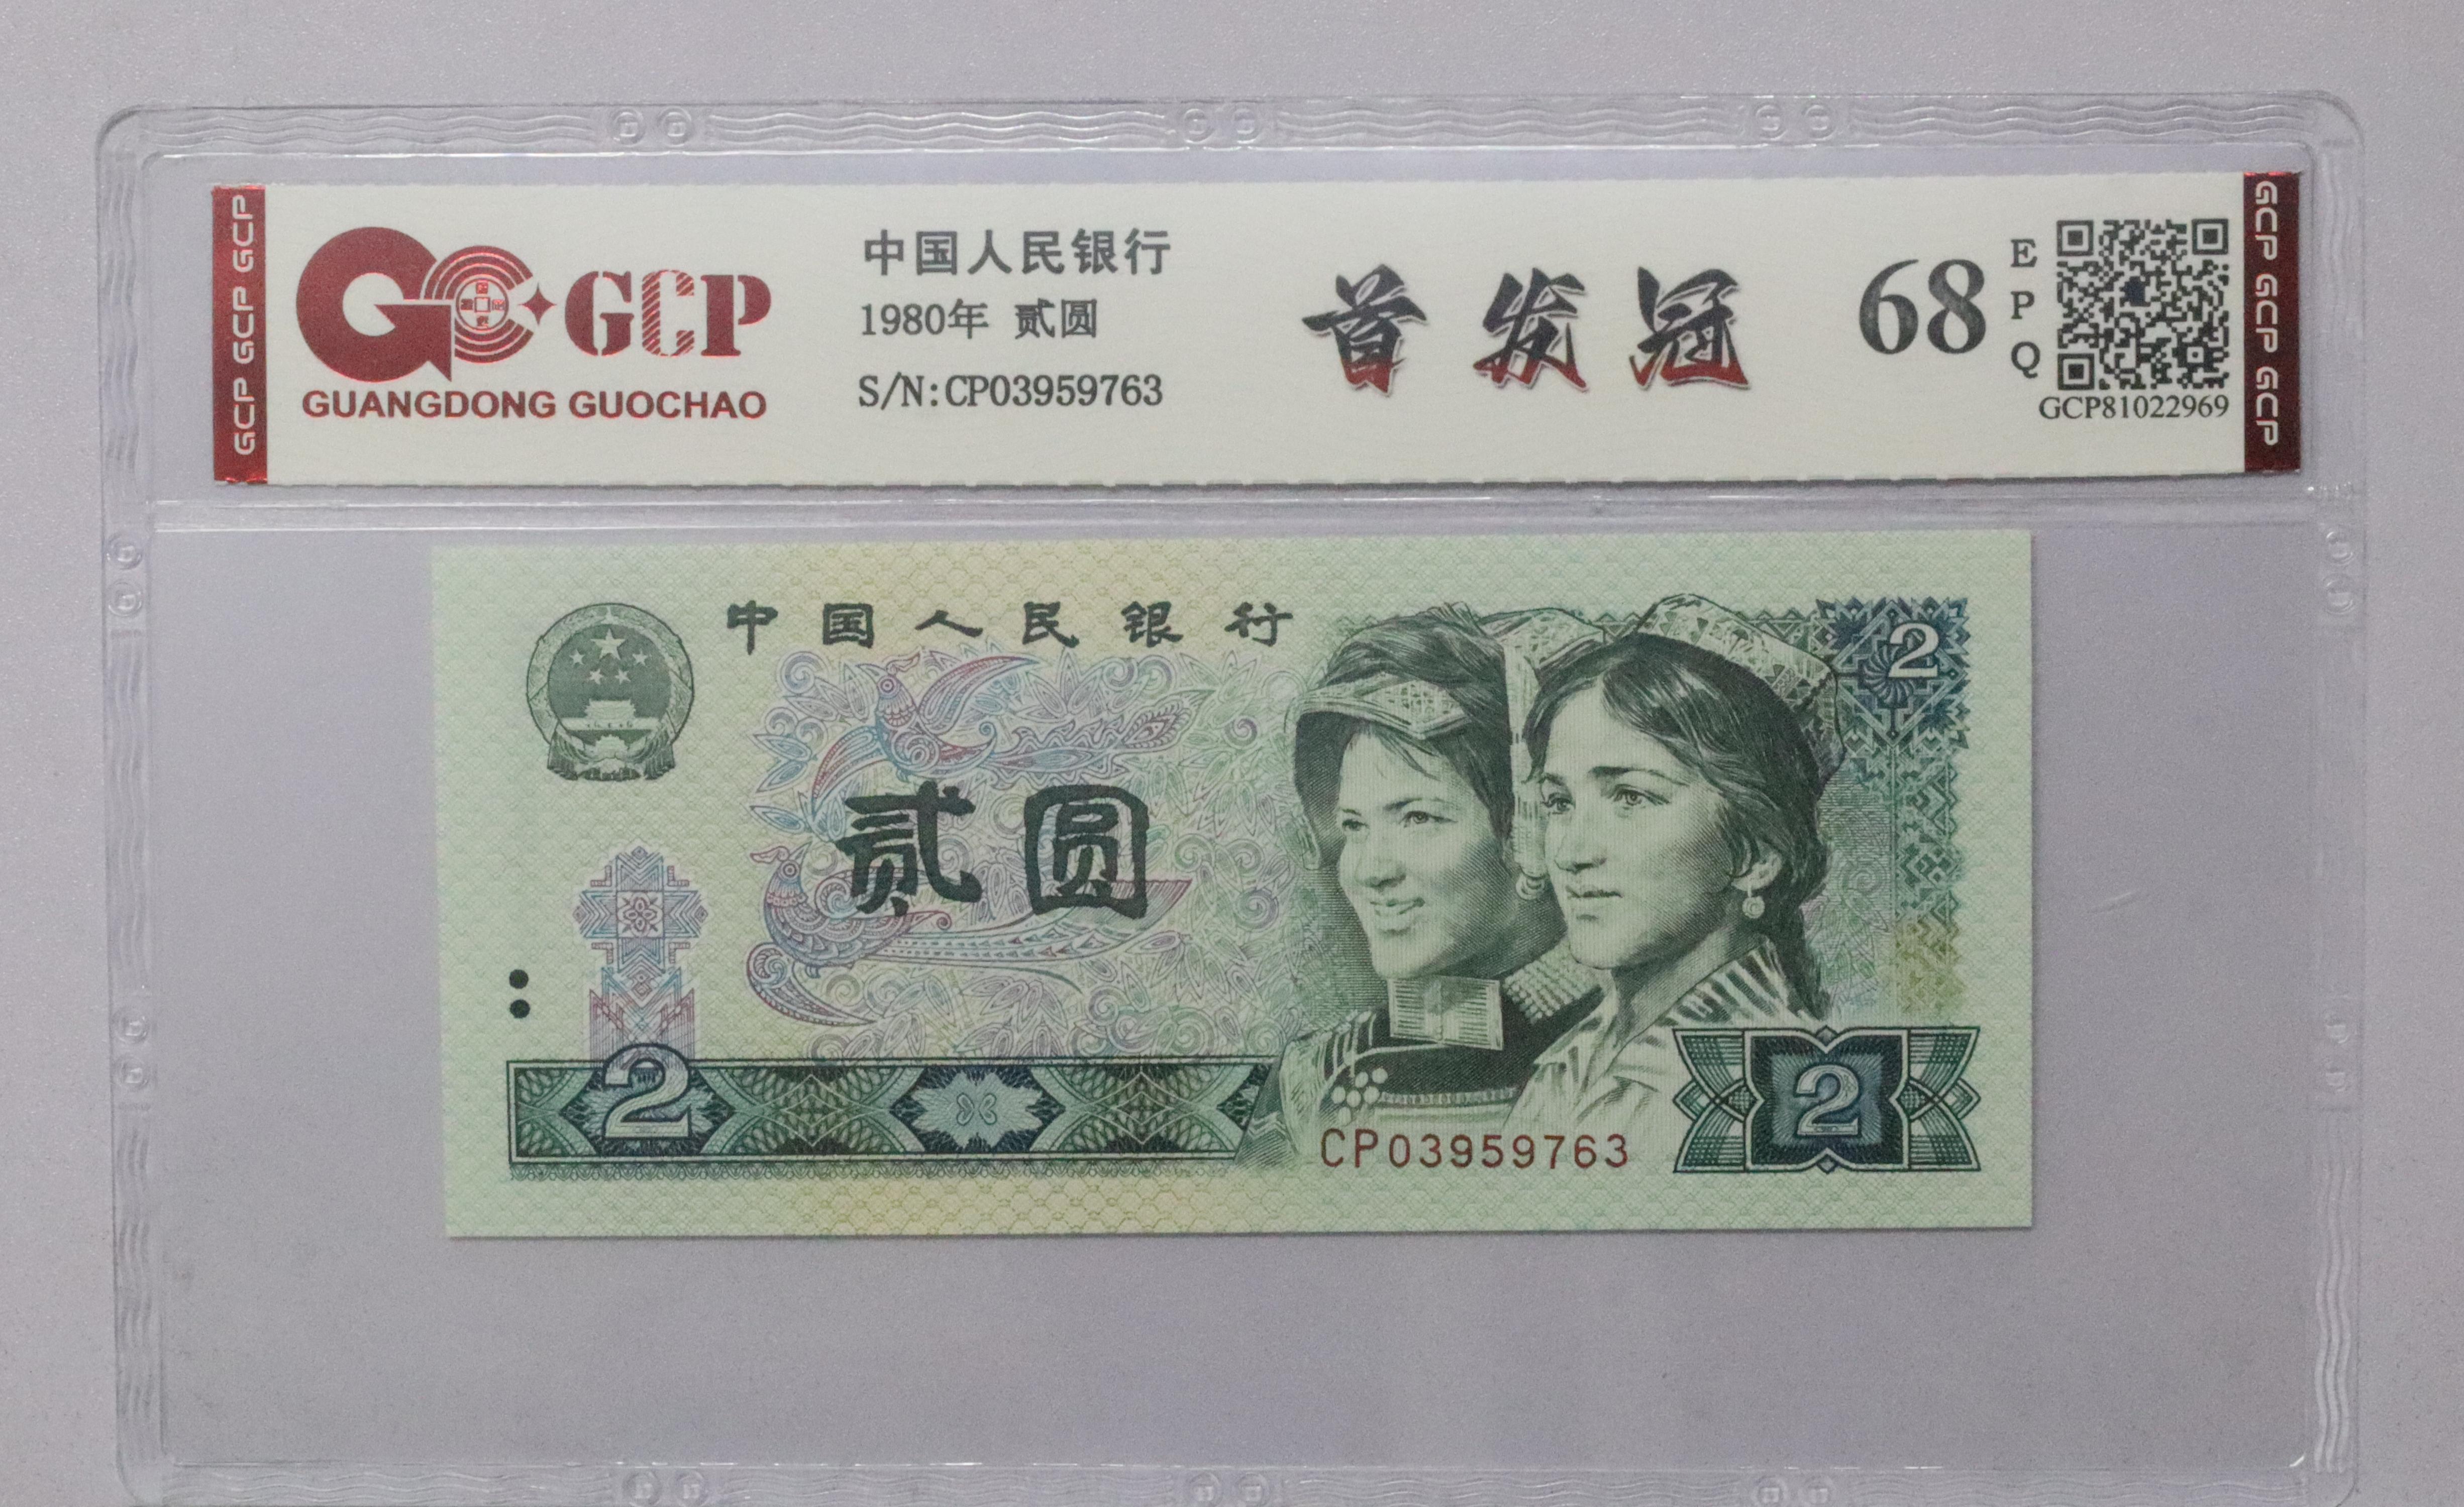 GCP GCP GCP
GCP
GUANGDONG GUOCHAO
中国人民银行
1980年 贰圆
S/N:CP03959763
首发冠
68
EPQ
GCP81022969
GCP GCP GCP
中国人民银行
2
贰圆
2
CP03959763
2